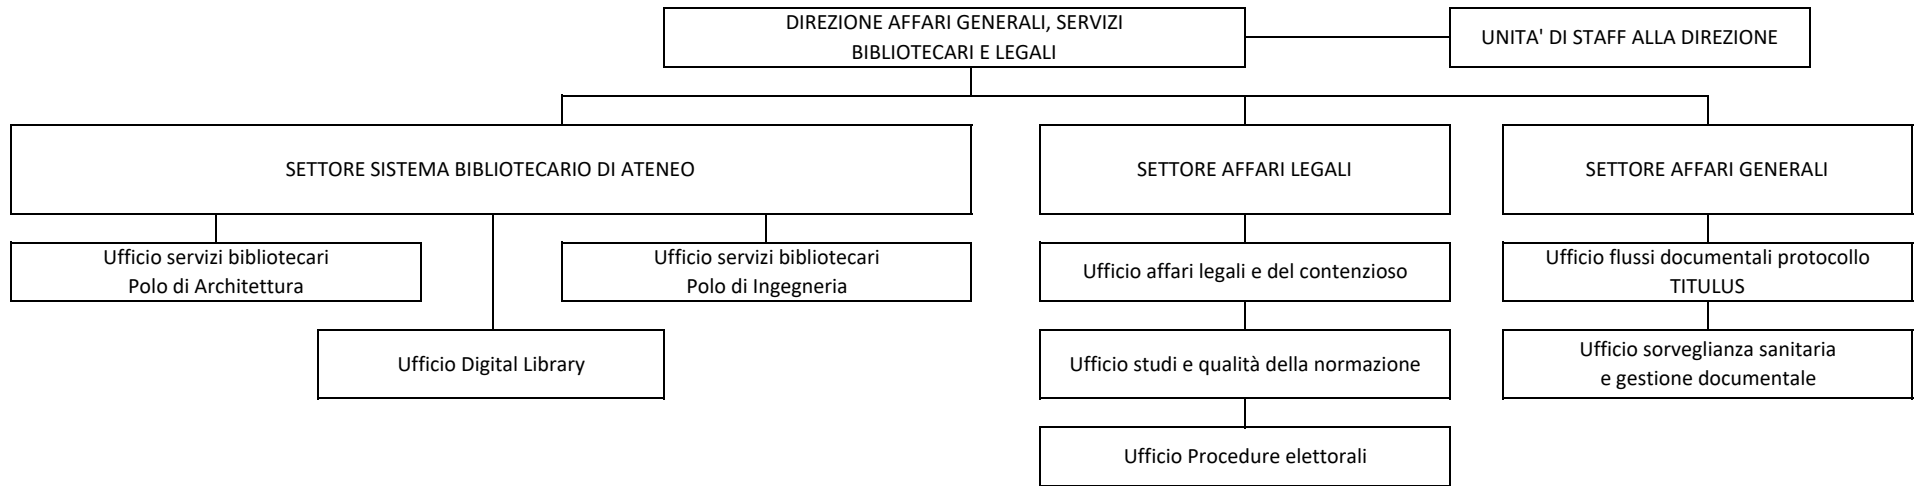 DIREZIONE AFFARI GENERALI, SERVIZI
BIBLIOTECARI E LEGALI
UNITA' DI STAFF ALLA DIREZIONE
SETTORE SISTEMA BIBLIOTECARIO DI ATENEO
SETTORE AFFARI LEGALI
SETTORE AFFARI GENERALI
Ufficio servizi bibliotecari
Polo di Architettura
Ufficio servizi bibliotecari
Polo di Ingegneria
Ufficio affari legali e del contenzioso
Ufficio flussi documentali protocollo
TITULUS
Ufficio Digital Library
Ufficio studi e qualità della normazione
Ufficio sorveglianza sanitaria
e gestione documentale
Ufficio Procedure elettorali